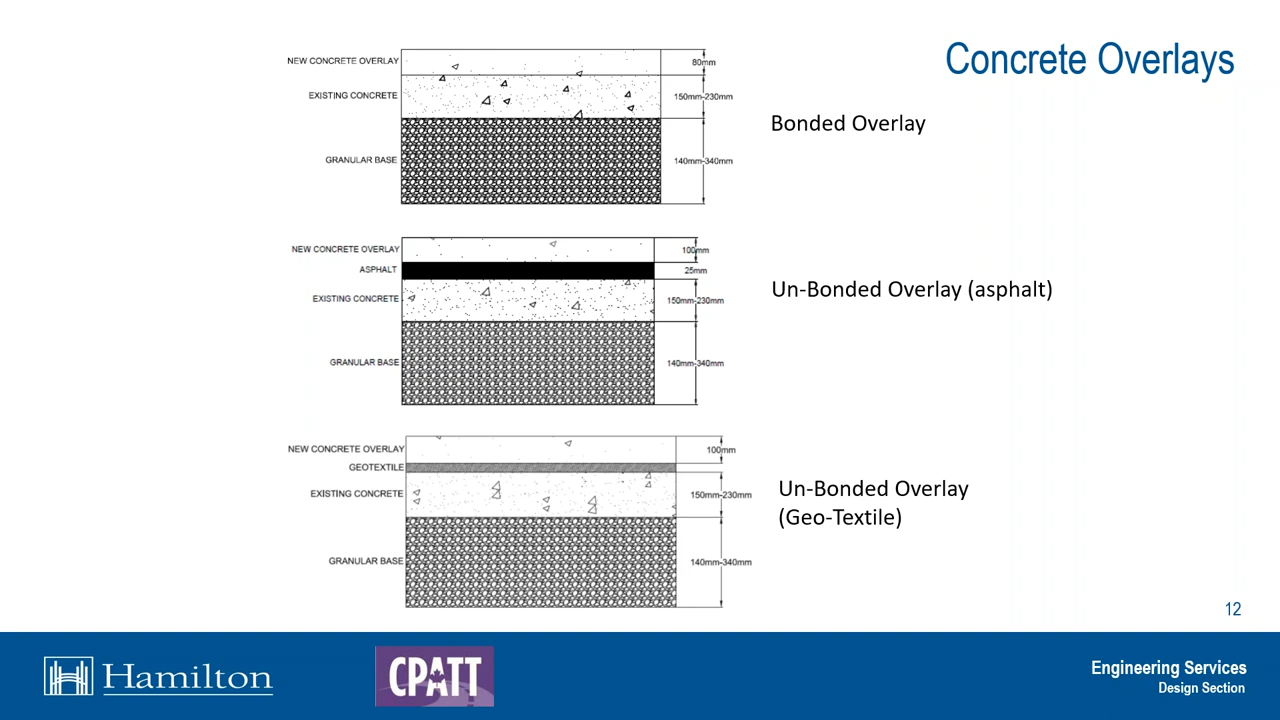 Concrete Overlays
NEW CONCRETE OVERLAY
80mm
EXISTING CONCRETE
150mm-230mm
Bonded Overlay
GRANULAR BASE
140mm-340mm
NEW CONCRETE OVERLAY
100mm
ASPHALT
25mm
Un-Bonded Overlay (asphalt)
EXISTING CONCRETE
150mm-230mm
GRANULAR BASE
140mm-340mm
NEW CONCRETE OVERLAY
100mm
GEOTEXTILE
EXISTING CONCRETE
150mm-230mm
Un-Bonded Overlay
(Geo-Textile)
GRANULAR BASE
140mm-340mm
12
Hamilton
CPATT
Engineering Services
Design Section